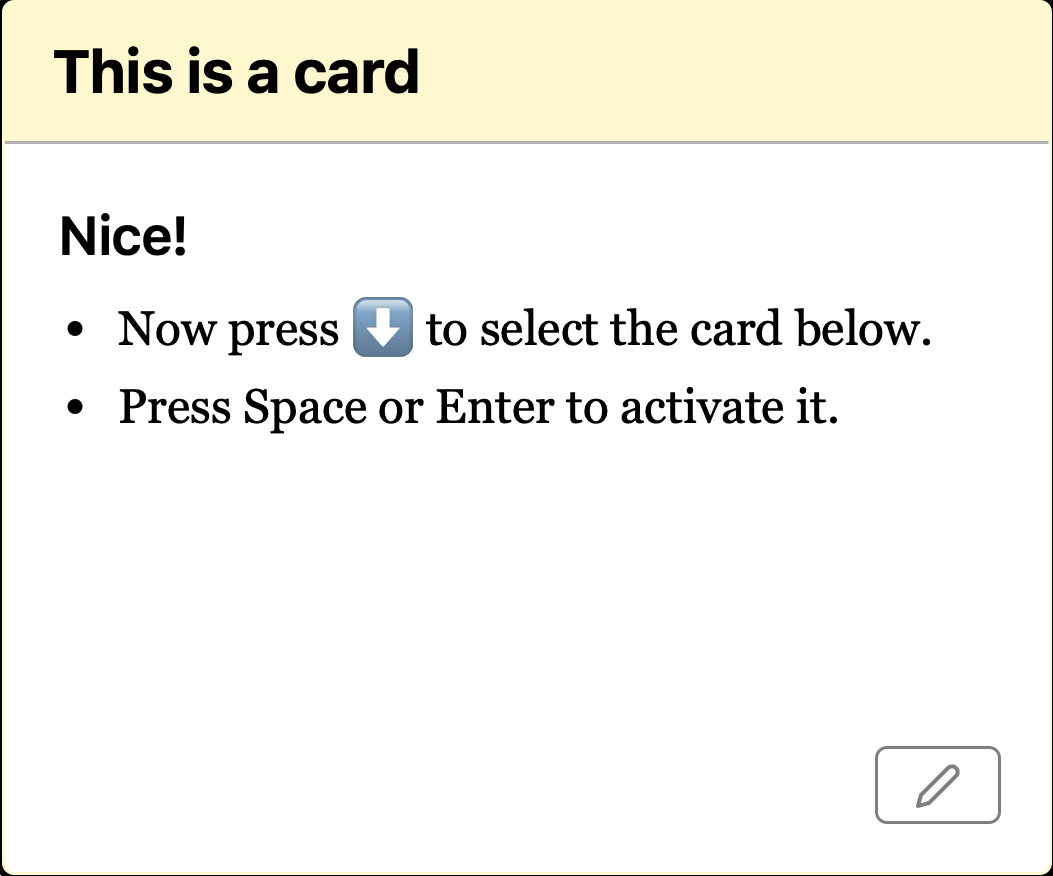 This is a card
Nice!
• Now press ⬇️ to select the card below.
• Press Space or Enter to activate it.